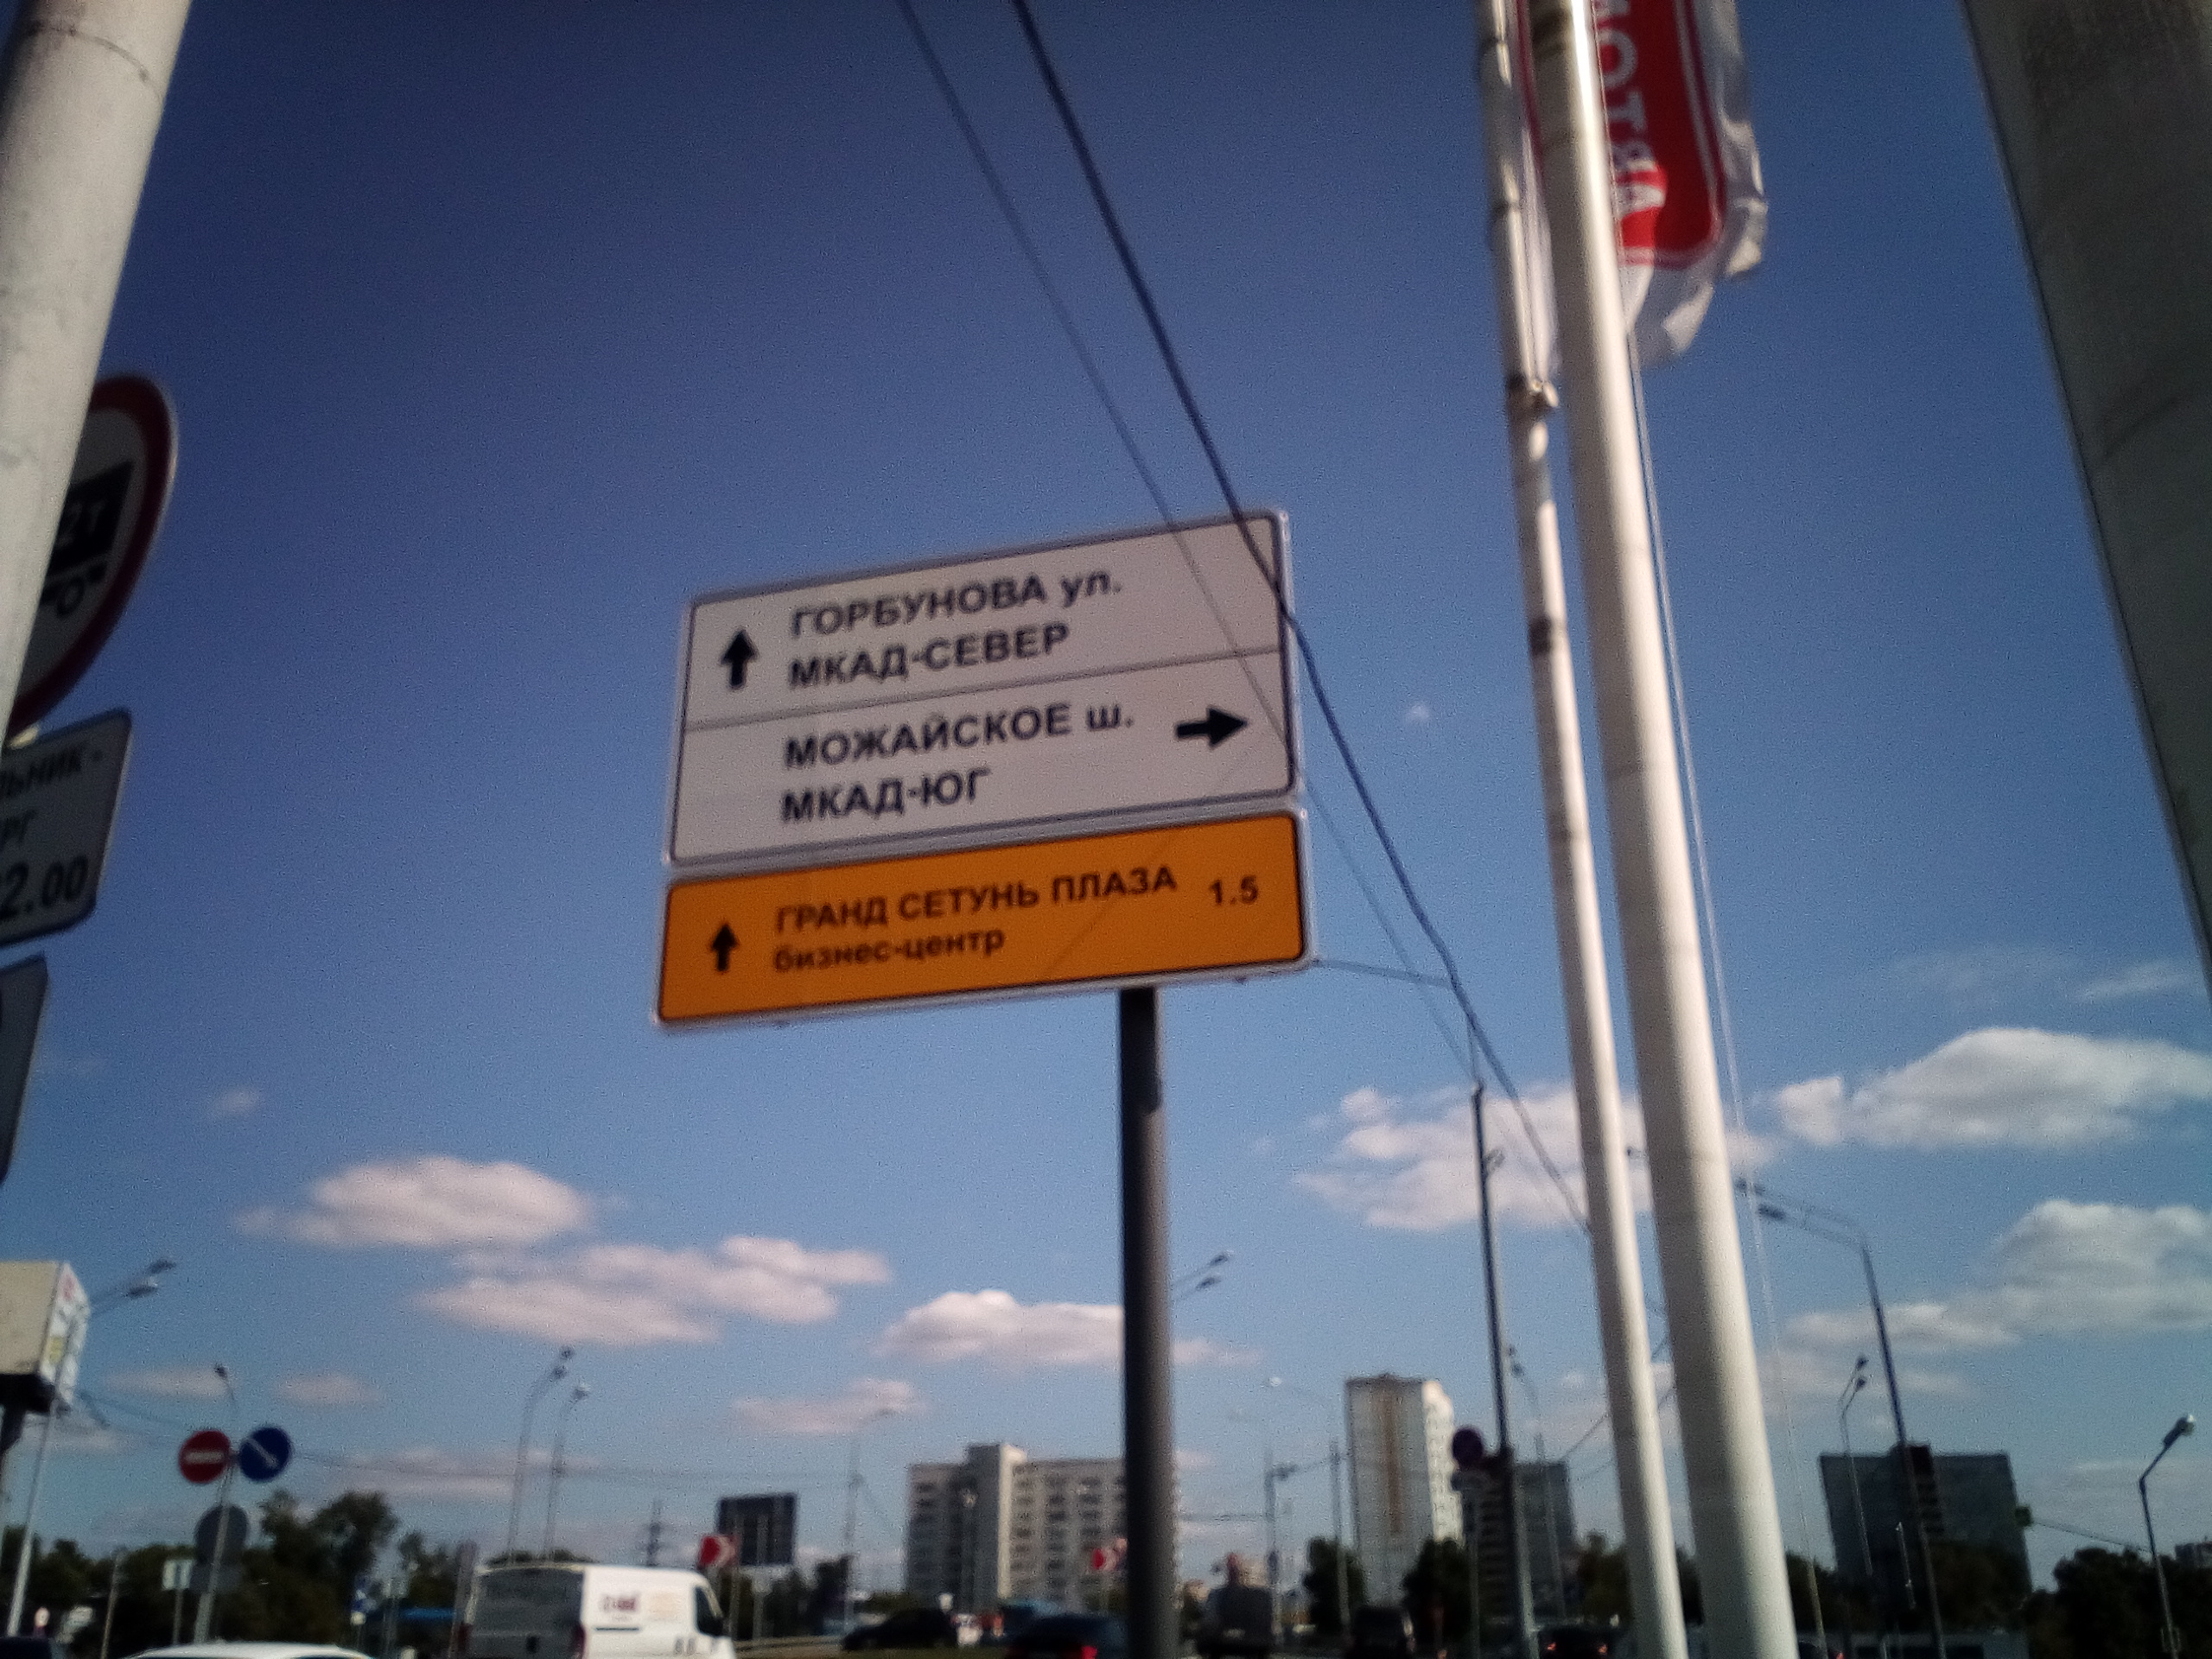 ГОРБУНОВА ул.
МКАД-СЕВЕР
МОЖАЙСКОЕ ш.
МКАД-ЮГ
ГРАНД СЕТУНЬ ПЛАЗА 1.5
бизнес-центр